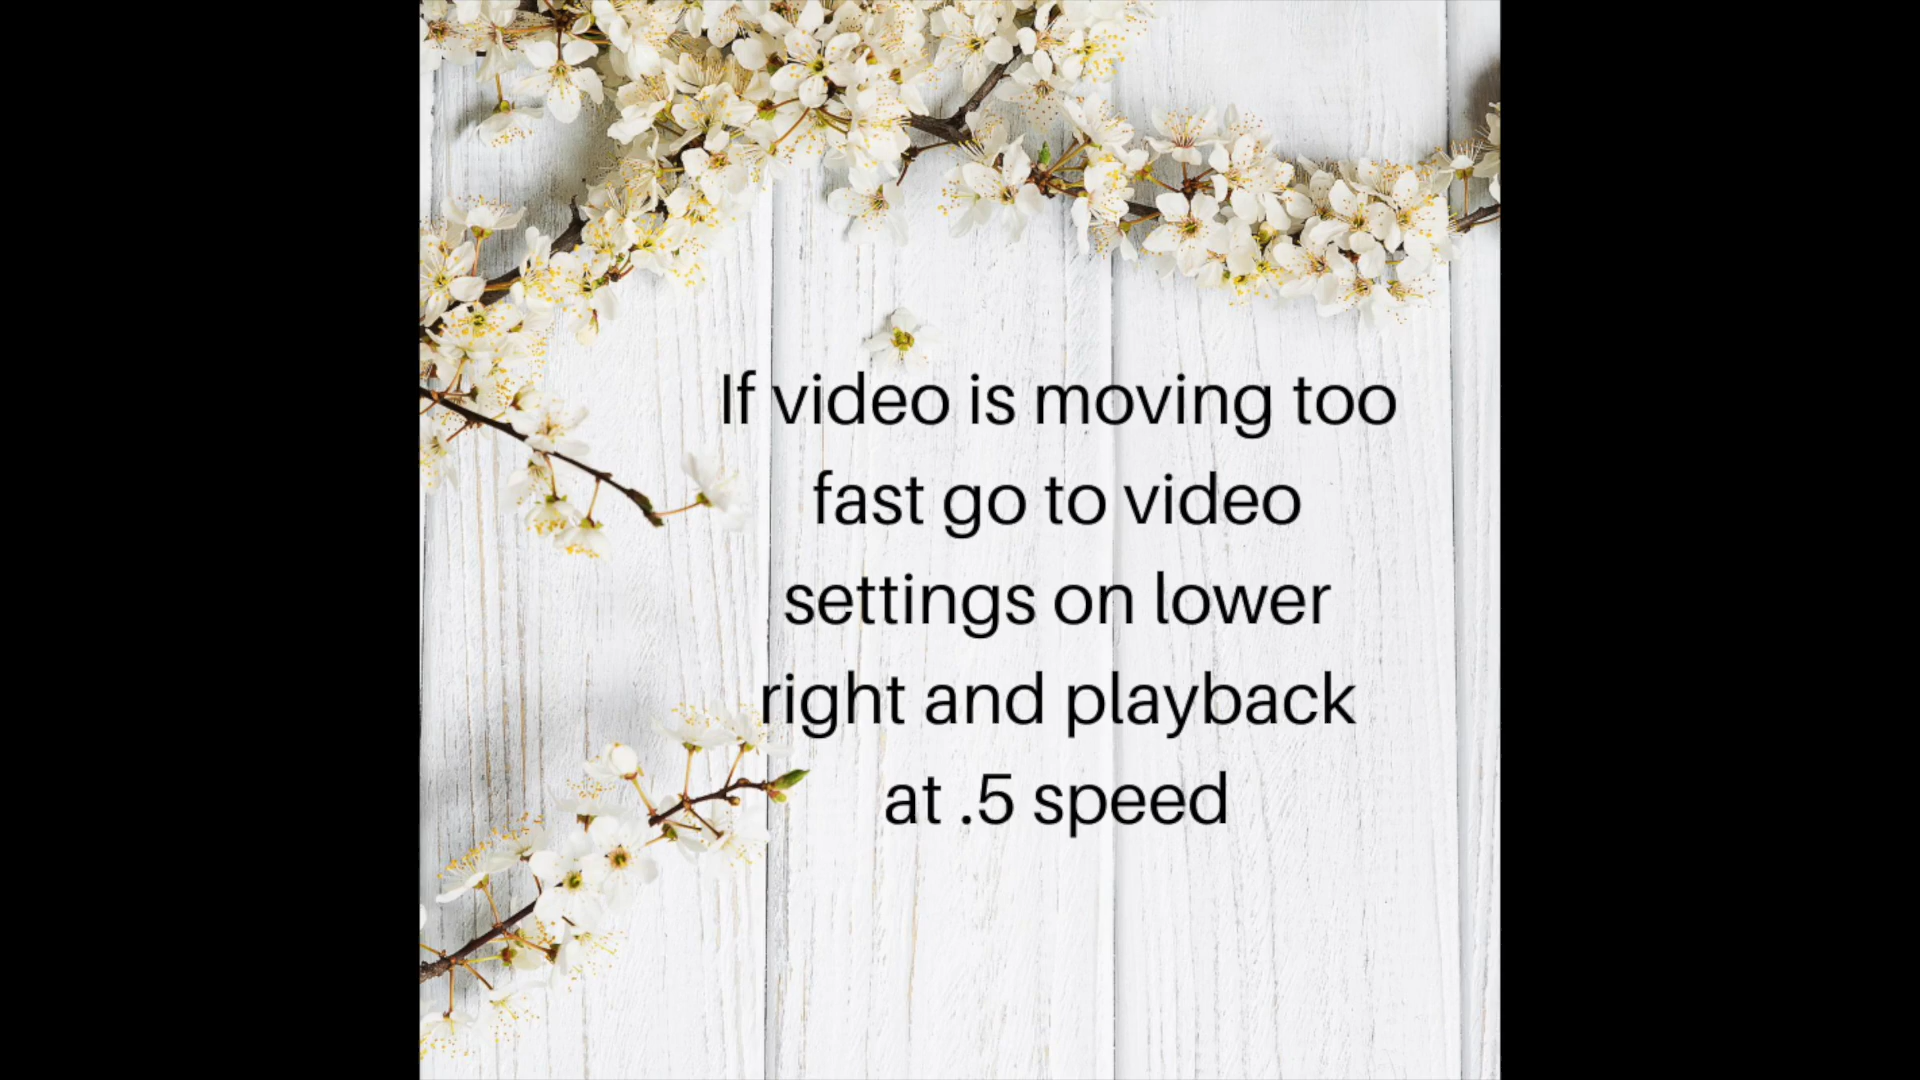 If video is moving too
fast go to video
settings on lower
right and playback
at .5 speed